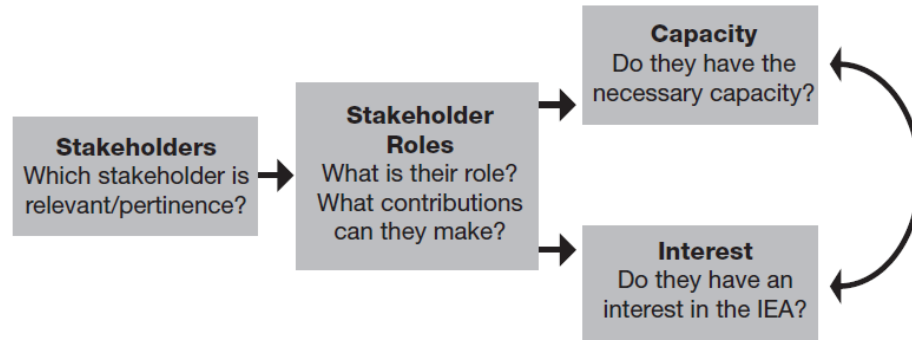 Stakeholders
Which stakeholder is
relevant/pertinence?
Stakeholder
Roles
What is their role?
What contributions
can they make?
Capacity
Do they have the
necessary capacity?
Interest
Do they have an
interest in the IEA?